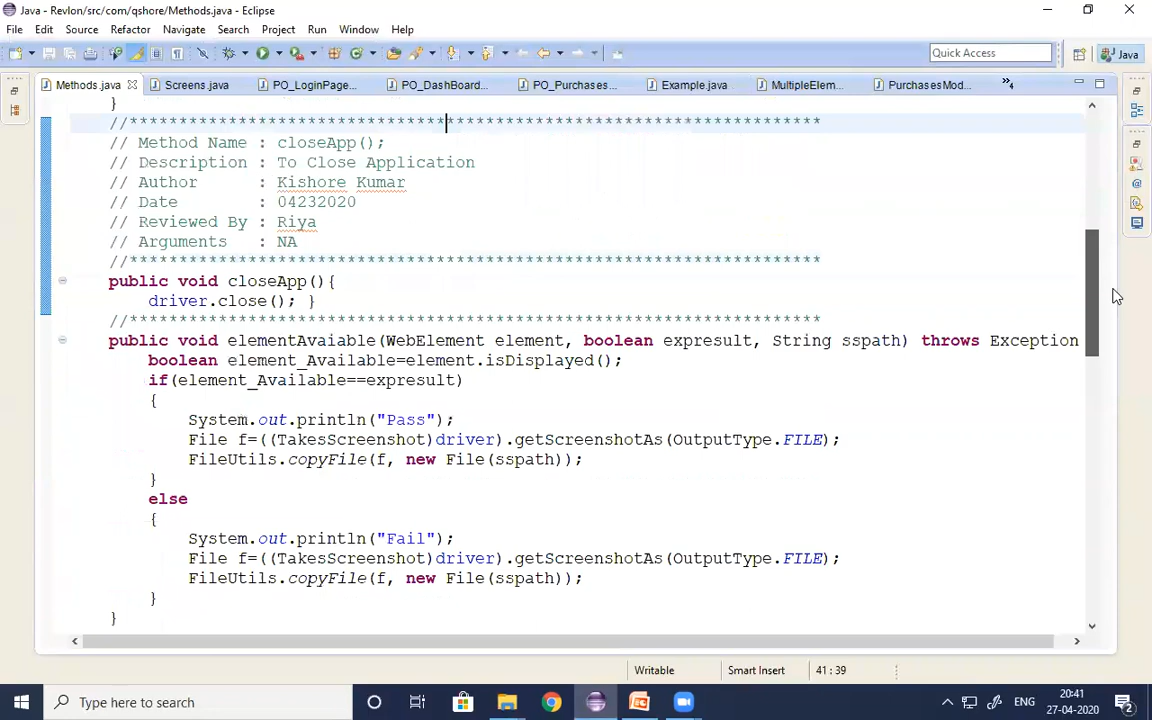 Java - Revlon/src/com/qshore/Methods.java - Eclipse
File Edit Source Refactor Navigate Search Project Run Window Help
Quick Access
Java
Methods.java Screens.java PO_LoginPage... PO_DashBoard... PO_Purchases... Example.java MultipleElem... PurchasesMod... »4
}
//**********************************************************************
// Method Name : closeApp();
// Description : To Close Application
// Author : Kishore Kumar
// Date : 04232020
// Reviewed By : Riya
// Arguments : NA
//**********************************************************************
public void closeApp(){
driver.close(); }
//**********************************************************************
public void elementAvaiable(WebElement element, boolean expresult, String sspath) throws Exception
boolean element_Available=element.isDisplayed();
if(element_Available==expresult)
{
System.out.println("Pass");
File f=((TakesScreenshot)driver).getScreenshotAs(OutputType.FILE);
FileUtils.copyFile(f, new File(sspath));
}
else
{
System.out.println("Fail");
File f=((TakesScreenshot)driver).getScreenshotAs(OutputType.FILE);
FileUtils.copyFile(f, new File(sspath));
}
}
Writable Smart Insert 41 : 39
Type here to search
ENG
20:41
27-04-2020
2